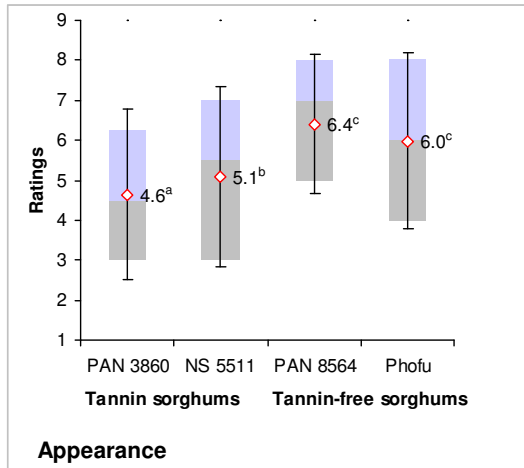 9
8
7
6
5
4
3
2
1
Ratings
4.6ᵃ
5.1ᵇ
6.4ᶜ
6.0ᶜ
PAN 3860 NS 5511 PAN 8564 Phofu
Tannin sorghums Tannin-free sorghums
Appearance